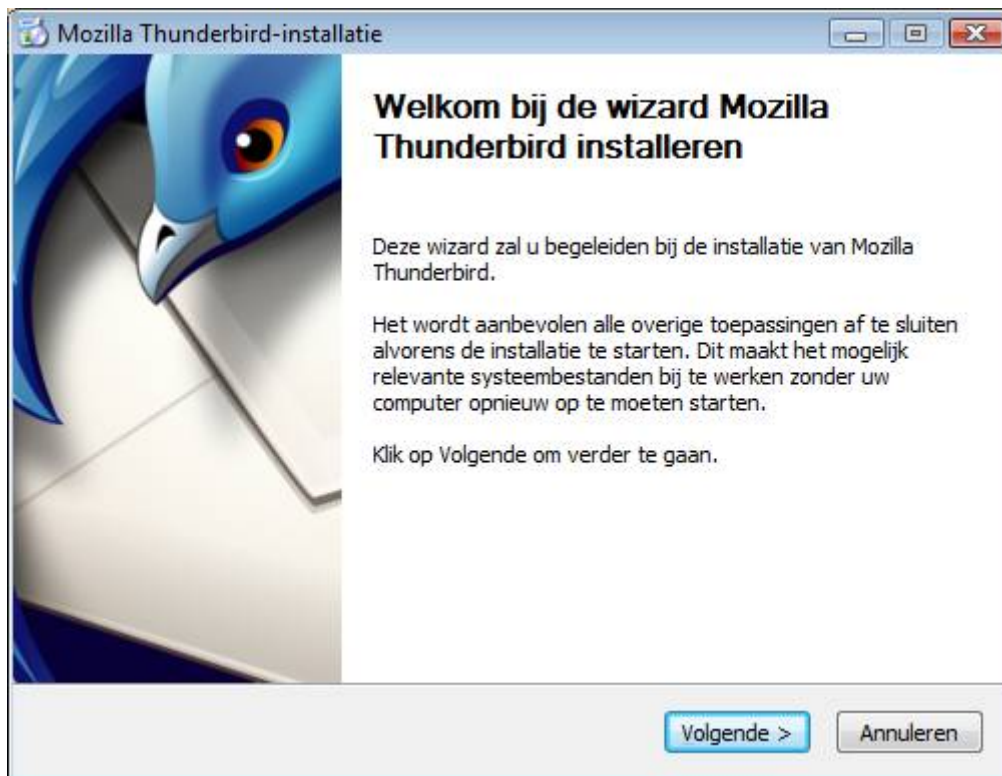 Mozilla Thunderbird-installatie
Welkom bij de wizard Mozilla
Thunderbird installeren
Deze wizard zal u begeleiden bij de installatie van Mozilla
Thunderbird.
Het wordt aanbevolen alle overige toepassingen af te sluiten
alvorens de installatie te starten. Dit maakt het mogelijk
relevante systeembestanden bij te werken zonder uw
computer opnieuw op te moeten starten.
Klik op Volgende om verder te gaan.
Volgende >
Annuleren